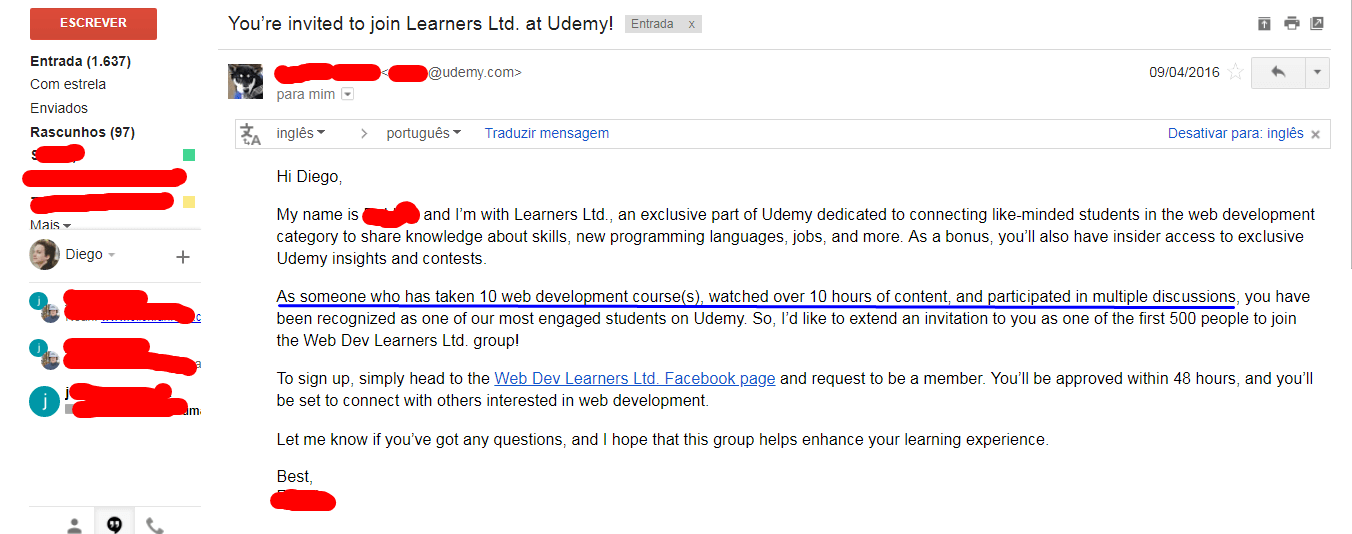 ESCREVER
You're invited to join Learners Ltd. at Udemy! Entrada x
Entrada (1.637)
Com estrela
Enviados
Rascunhos (97)
Mais
Diego
j
j
j
<
@udemy.com>
09/04/2016
para mim
inglês > português Traduzir mensagem
Desativar para: inglês x
Hi Diego,
My name is and I'm with Learners Ltd., an exclusive part of Udemy dedicated to connecting like-minded students in the web development
category to share knowledge about skills, new programming languages, jobs, and more. As a bonus, you'll also have insider access to exclusive
Udemy insights and contests.
As someone who has taken 10 web development course(s), watched over 10 hours of content, and participated in multiple discussions, you have
been recognized as one of our most engaged students on Udemy. So, I'd like to extend an invitation to you as one of the first 500 people to join
the Web Dev Learners Ltd. group!
To sign up, simply head to the Web Dev Learners Ltd. Facebook page and request to be a member. You'll be approved within 48 hours, and you'll
be set to connect with others interested in web development.
Let me know if you've got any questions, and I hope that this group helps enhance your learning experience.
Best,